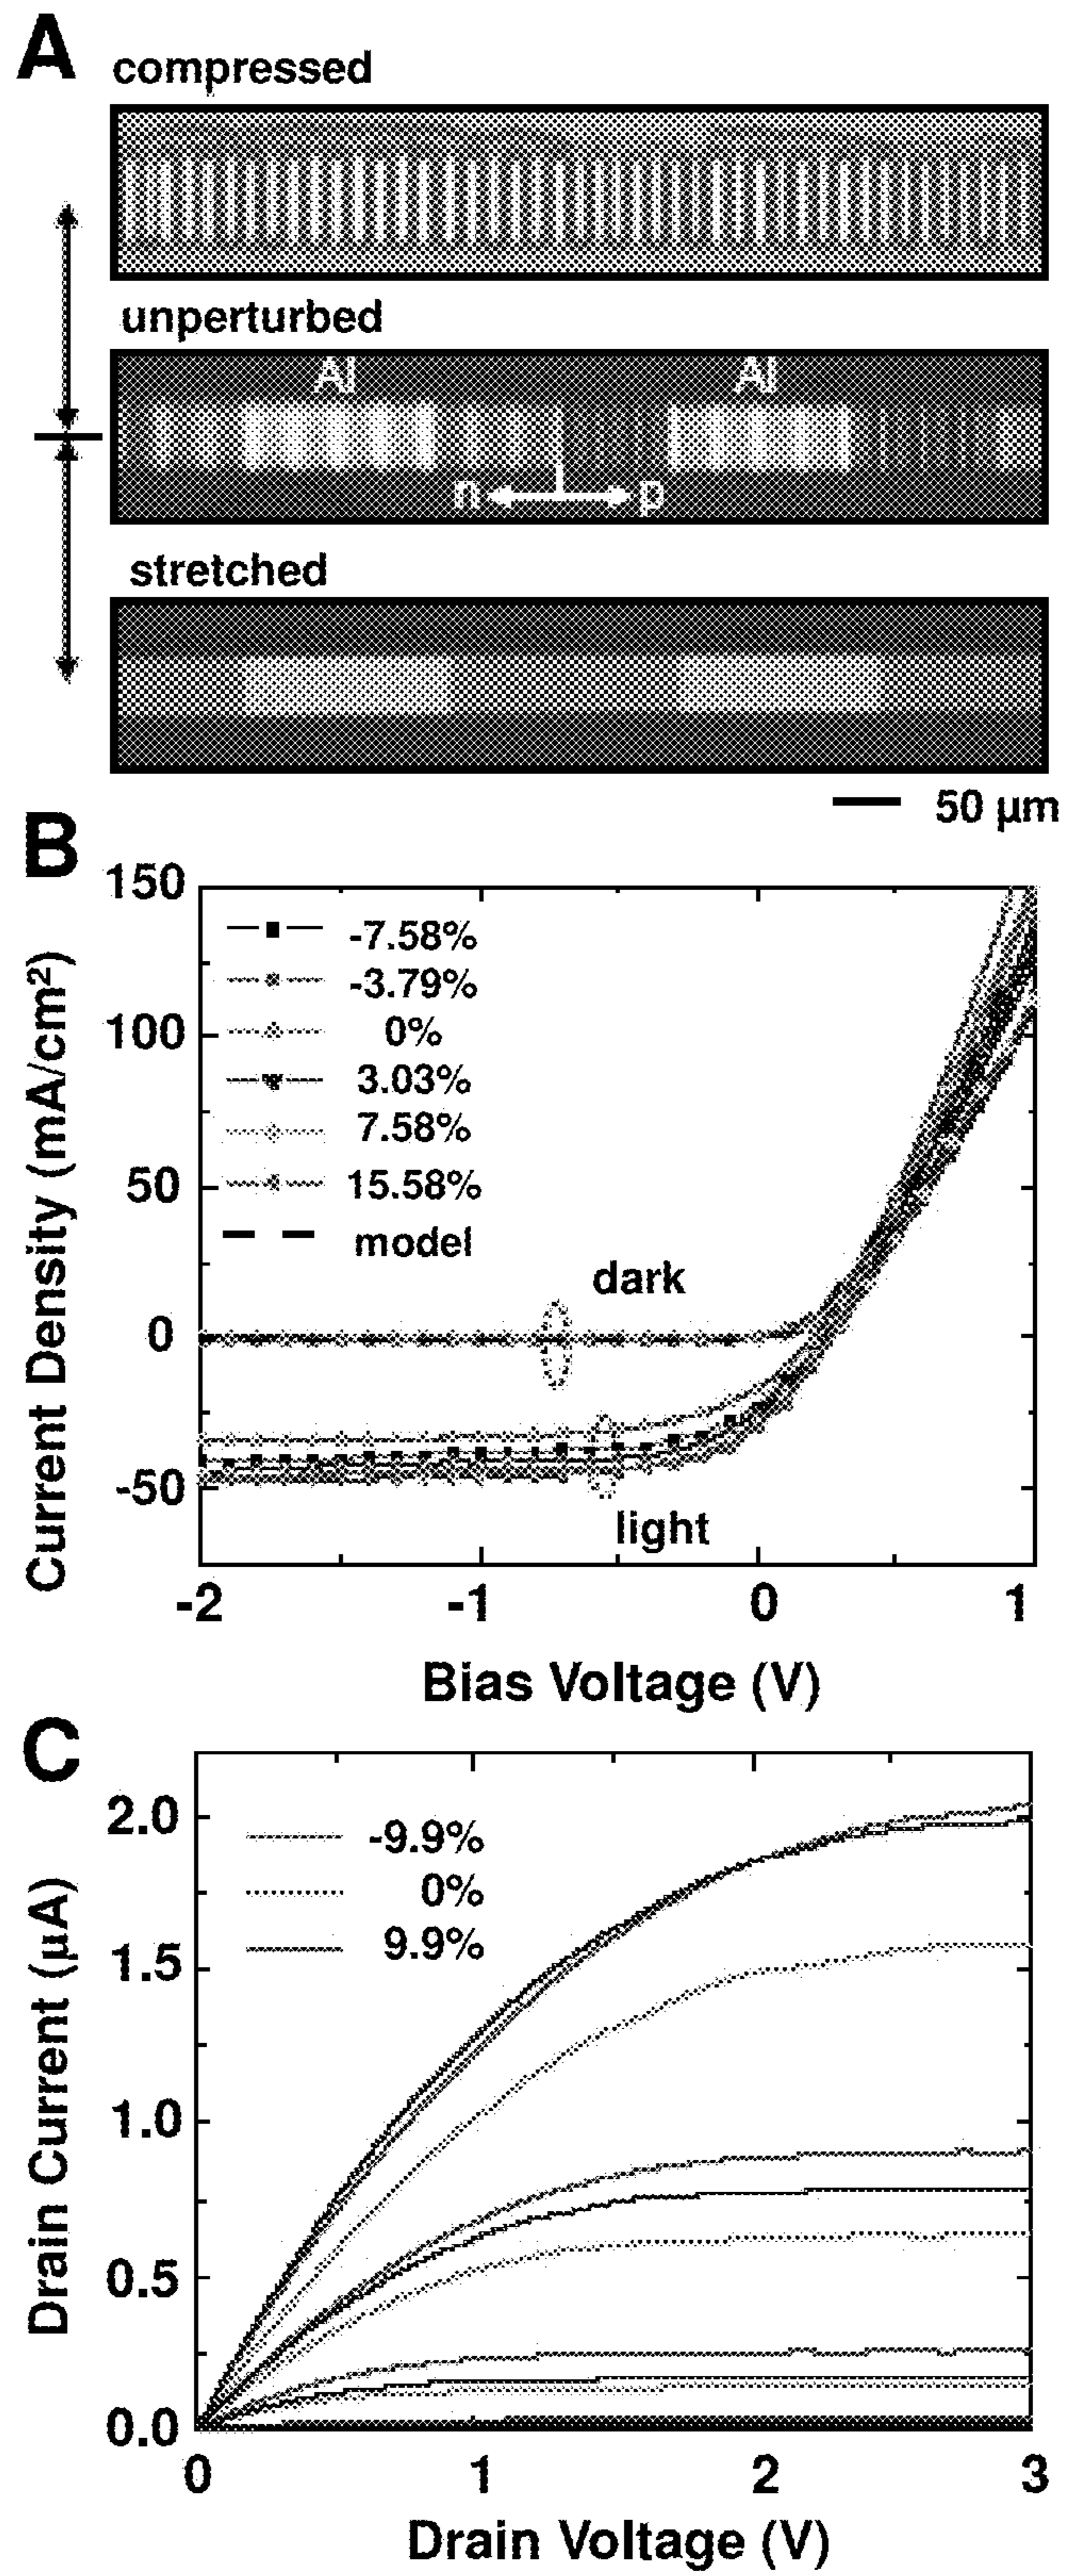 A
compressed
unperturbed
Al Al
n p
stretched
50 µm
B
Current Density (mA/cm²)
150
100
50
0
-50
-7.58%
-3.79%
0%
3.03%
7.58%
15.58%
model
dark
light
-2 -1 0 1
Bias Voltage (V)
C
Drain Current (µA)
2.0
1.5
1.0
0.5
0.0
-9.9%
0%
9.9%
0 1 2 3
Drain Voltage (V)